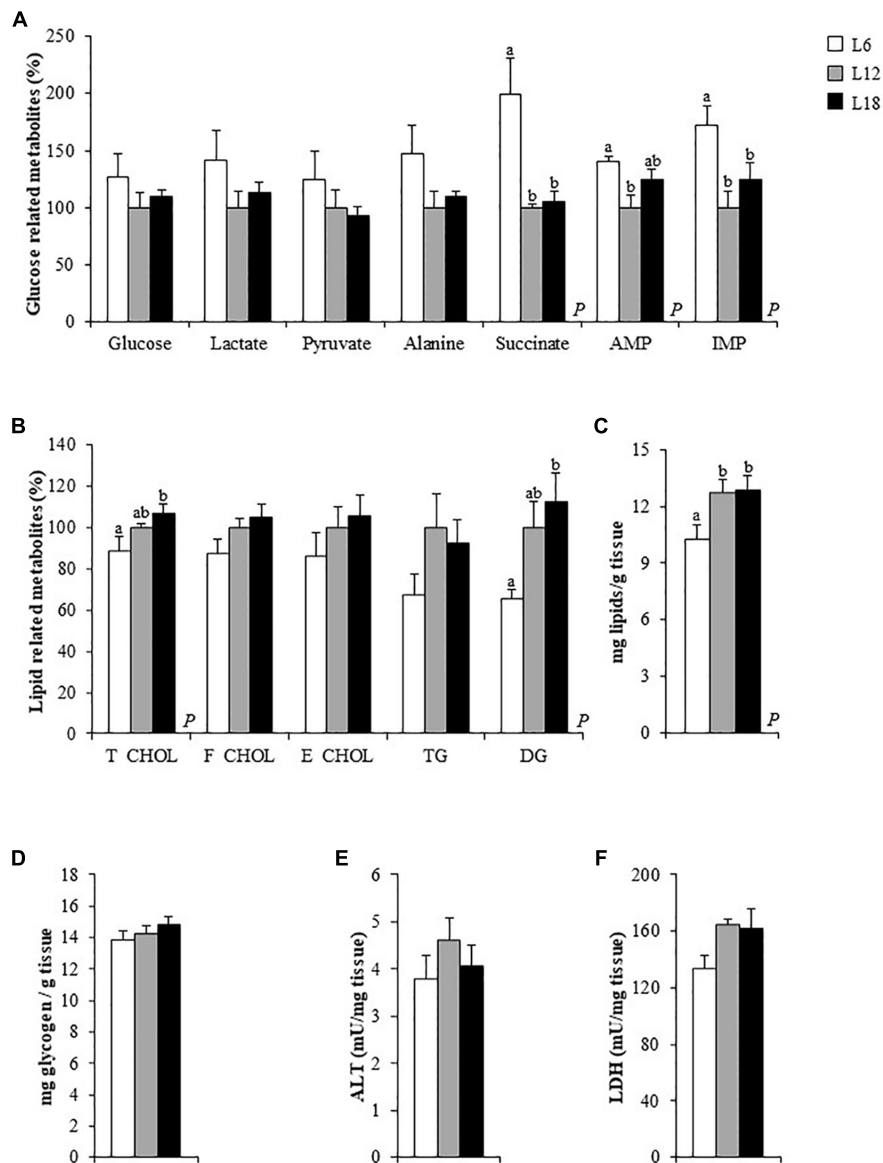 A
Glucose related metabolites (%)
250
200
150
100
50
0
a
b
b
a
b
ab
a
b
b
P
P
P
Glucose Lactate Pyruvate Alanine Succinate AMP IMP
L6
L12
L18
B
Lipid related metabolites (%)
140
120
100
80
60
40
20
0
a
ab
b
a
ab
b
P
P
T CHOL F CHOL E CHOL TG DG
C
mg lipids/g tissue
15
12
9
6
3
0
a
b
b
P
D
mg glycogen / g tissue
18
16
14
12
10
8
6
4
2
0
E
ALT (mU/mg tissue)
6
5
4
3
2
1
0
F
LDH (mU/mg tissue)
200
160
120
80
40
0